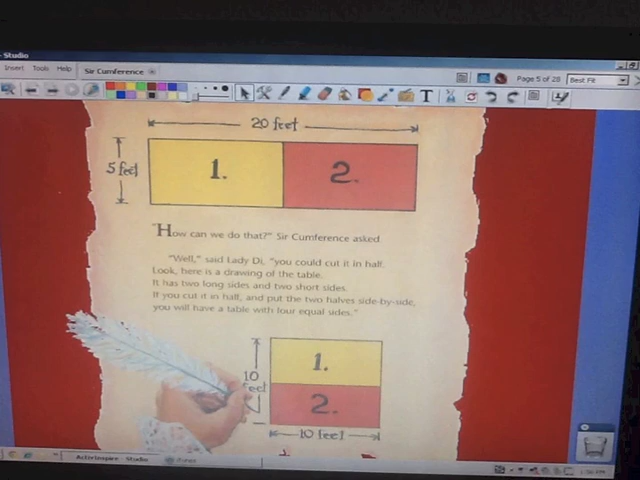 - Studio
Insert Tools Help
Sir Cumference
Page 5 of 28
Best Fit
T
20 feet
5 feet
1.
2.
"How can we do that?" Sir Cumference asked
"Well," said Lady Di, "you could cut it in half.
Look, here is a drawing of the table.
It has two long sides and two short sides.
If you cut it in half, and put the two halves side-by-side,
you will have a table with four equal sides."
1.
10
feet
2.
10 feet
ActivInspire - Studio